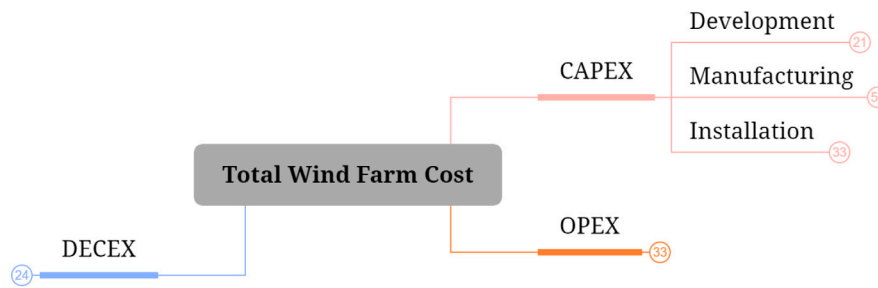 Development
21
CAPEX
Manufacturing
Installation
33
Total Wind Farm Cost
OPEX
33
DECEX
24